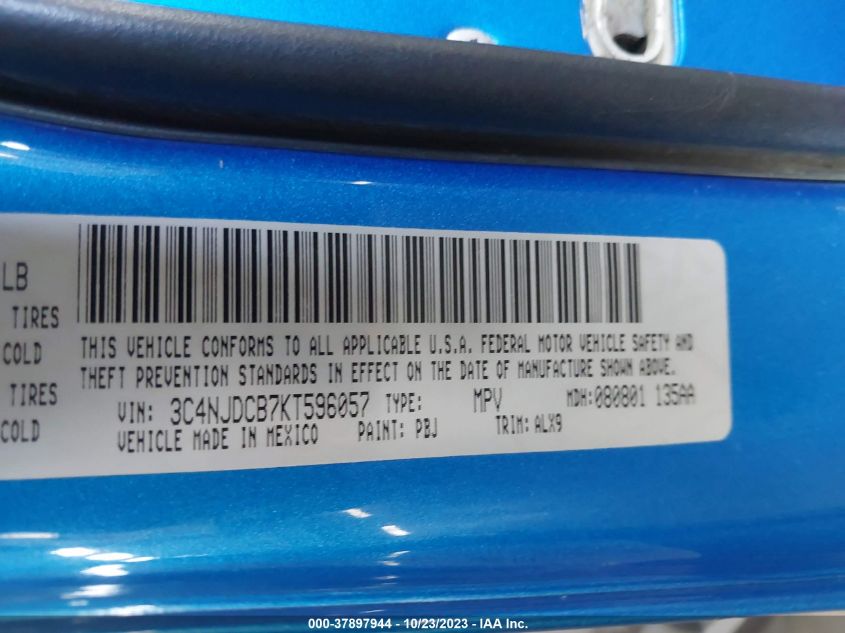 LB
TIRES
COLD
TIRES
COLD
THIS VEHICLE CONFORMS TO ALL APPLICABLE U.S.A. FEDERAL MOTOR VEHICLE SAFETY AND
THEFT PREVENTION STANDARDS IN EFFECT ON THE DATE OF MANUFACTURE SHOWN ABOVE.
VIN: 3C4NJDCB7KT596057 TYPE: MPV MDH:080801 135AA
VEHICLE MADE IN MEXICO PAINT: PBJ TRIM: ALX9
000-37897944 - 10/23/2023 - IAA Inc.